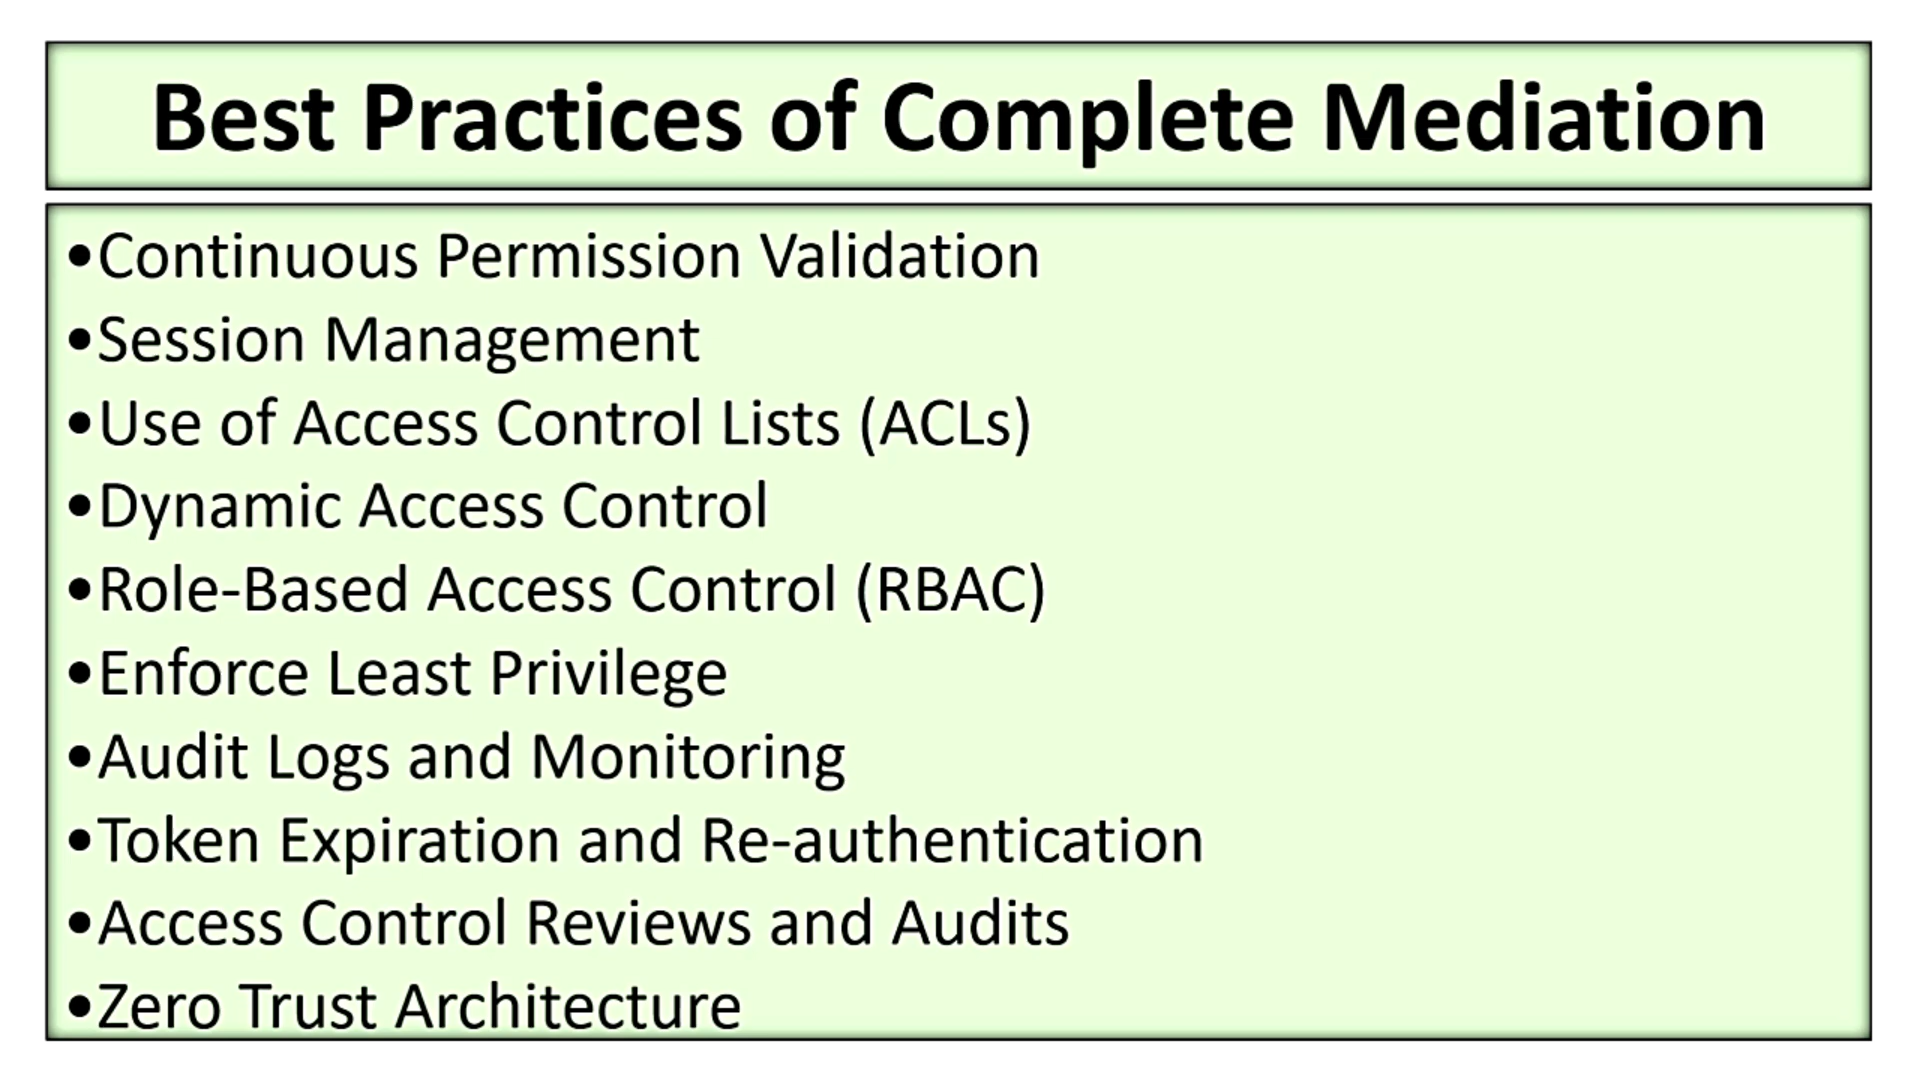 Best Practices of Complete Mediation
•Continuous Permission Validation
•Session Management
•Use of Access Control Lists (ACLs)
•Dynamic Access Control
•Role-Based Access Control (RBAC)
•Enforce Least Privilege
•Audit Logs and Monitoring
•Token Expiration and Re-authentication
•Access Control Reviews and Audits
•Zero Trust Architecture